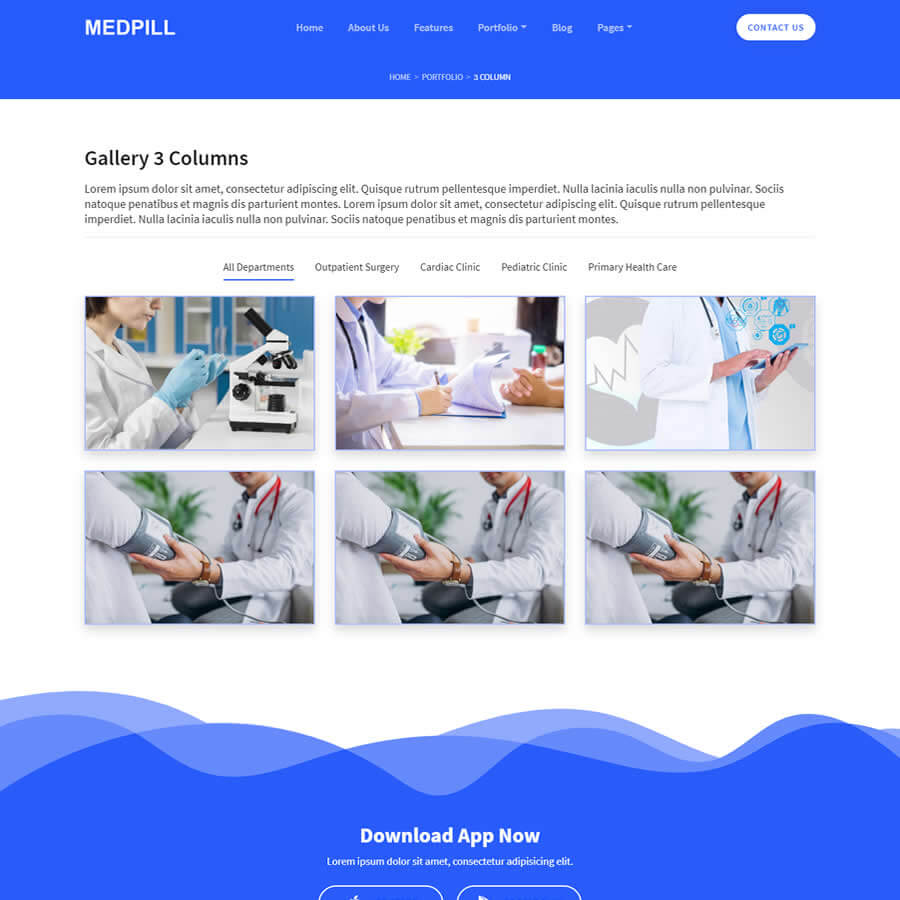 MEDPILL
Home About Us Features Portfolio Blog Pages
CONTACT US
HOME > PORTFOLIO > 3 COLUMN
Gallery 3 Columns
Lorem ipsum dolor sit amet, consectetur adipiscing elit. Quisque rutrum pellentesque imperdiet. Nulla lacinia iaculis nulla non pulvinar. Sociis
natoque penatibus et magnis dis parturient montes. Lorem ipsum dolor sit amet, consectetur adipiscing elit. Quisque rutrum pellentesque
imperdiet. Nulla lacinia iaculis nulla non pulvinar. Sociis natoque penatibus et magnis dis parturient montes.
All Departments Outpatient Surgery Cardiac Clinic Pediatric Clinic Primary Health Care
Download App Now
Lorem ipsum dolor sit amet, consectetur adipisicing elit.